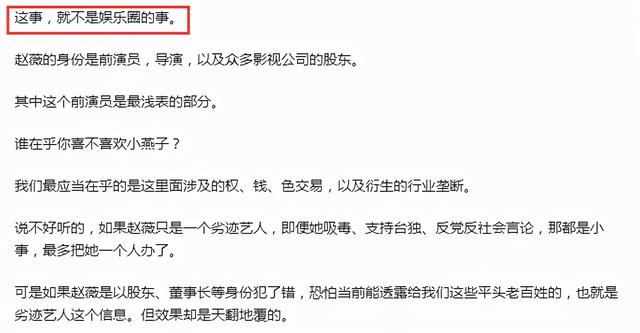 这事，就不是娱乐圈的事。
赵薇的身份是前演员，导演，以及众多影视公司的股东。
其中这个前演员是最浅表的部分。
谁在乎你喜不喜欢小燕子？
我们最应当在乎的是这里面涉及的权、钱、色交易，以及衍生的行业垄断。
说不好听的，如果赵薇只是一个劣迹艺人，即便她吸毒、支持台独、反党反社会言论，那都是小
事，最多把她一个人办了。
可是如果赵薇是以股东、董事长等身份犯了错，恐怕当前能透露给我们这些平头老百姓的，也就是
劣迹艺人这个信息。但效果却是天翻地覆的。